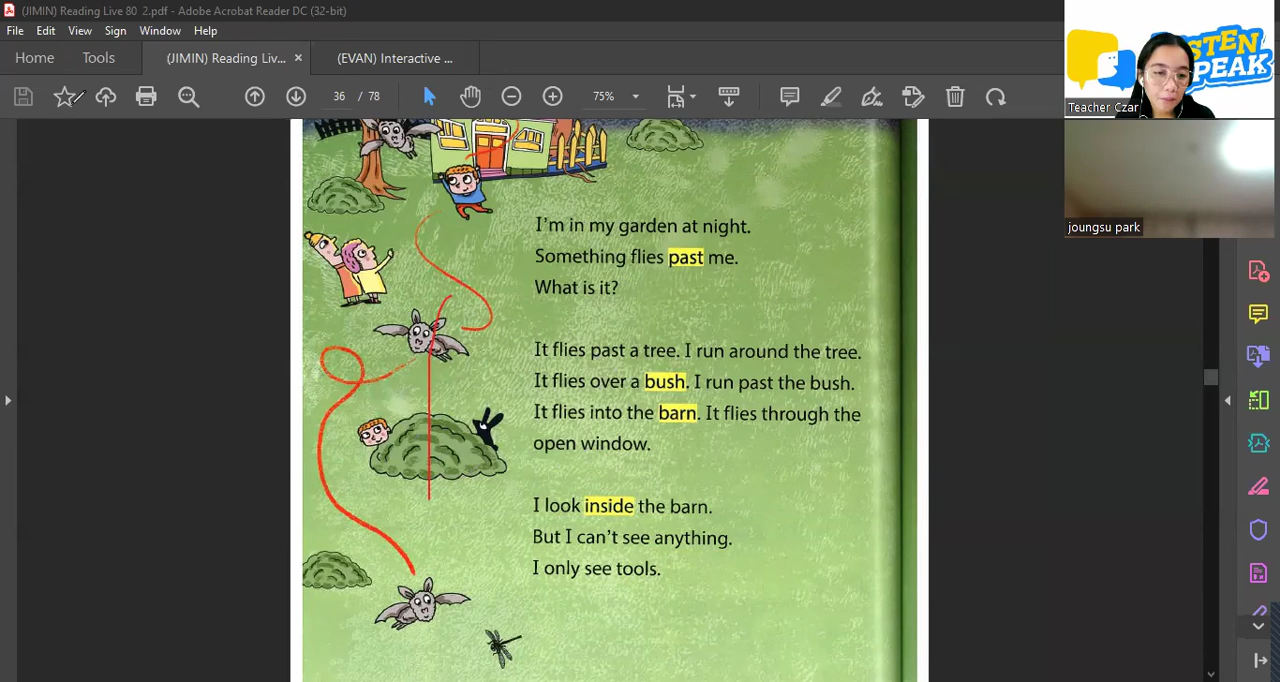 (JIMIN) Reading Live 80  2.pdf - Adobe Acrobat Reader DC (32-bit)
File Edit View Sign Window Help
Home Tools (JIMIN) Reading Liv... × (EVAN) Interactive ...
36 / 78 75%
LISTEN
SPEAK
Teacher Czar
joungsu park
I'm in my garden at night.
Something flies past me.
What is it?
It flies past a tree. I run around the tree.
It flies over a bush. I run past the bush.
It flies into the barn. It flies through the
open window.
I look inside the barn.
But I can't see anything.
I only see tools.